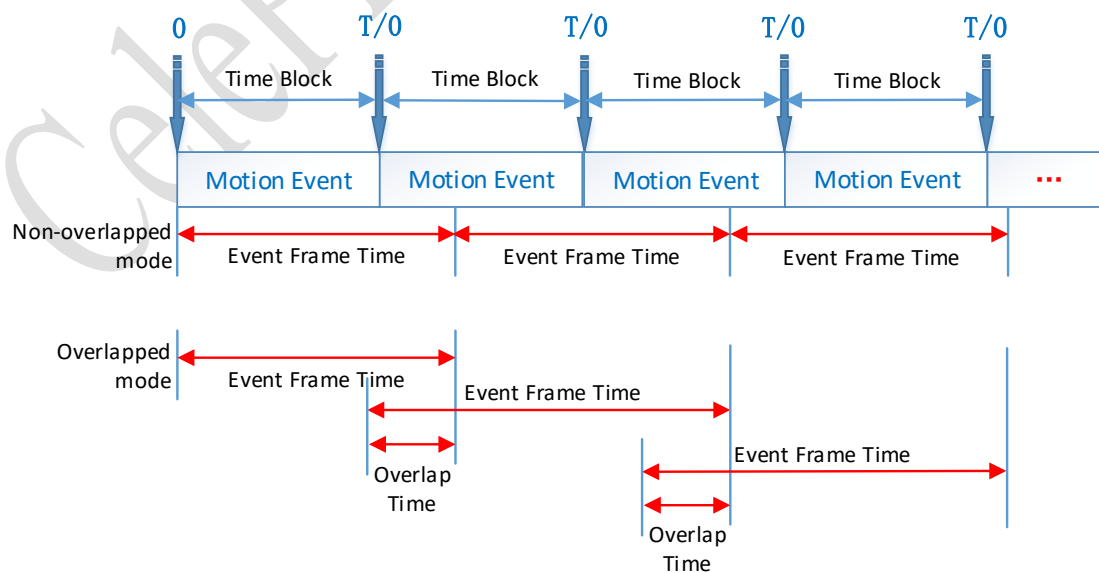 0 T/0 T/0 T/0 T/0
Time Block Time Block Time Block Time Block
Motion Event Motion Event Motion Event Motion Event ...
Non-overlapped
mode
Event Frame Time Event Frame Time Event Frame Time
Overlapped
mode
Event Frame Time
Event Frame Time
Overlap
Time
Event Frame Time
Overlap
Time